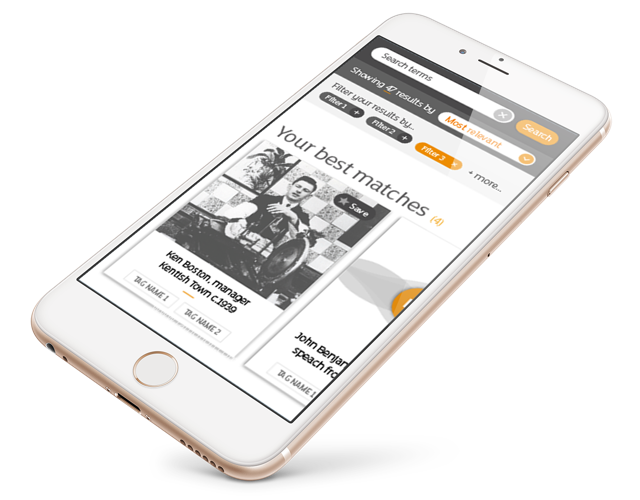 Search terms
Search
Showing 47 results by
Most relevant
Filter your results by...
Filter 1 +
Filter 2 +
Filter 3
+ more...
Your best matches (4)
Save
Ken Boston, manager
Kentish Town c.1939
TAG NAME 1
TAG NAME 2
John Benjam
speach fro
TAG NAME 1